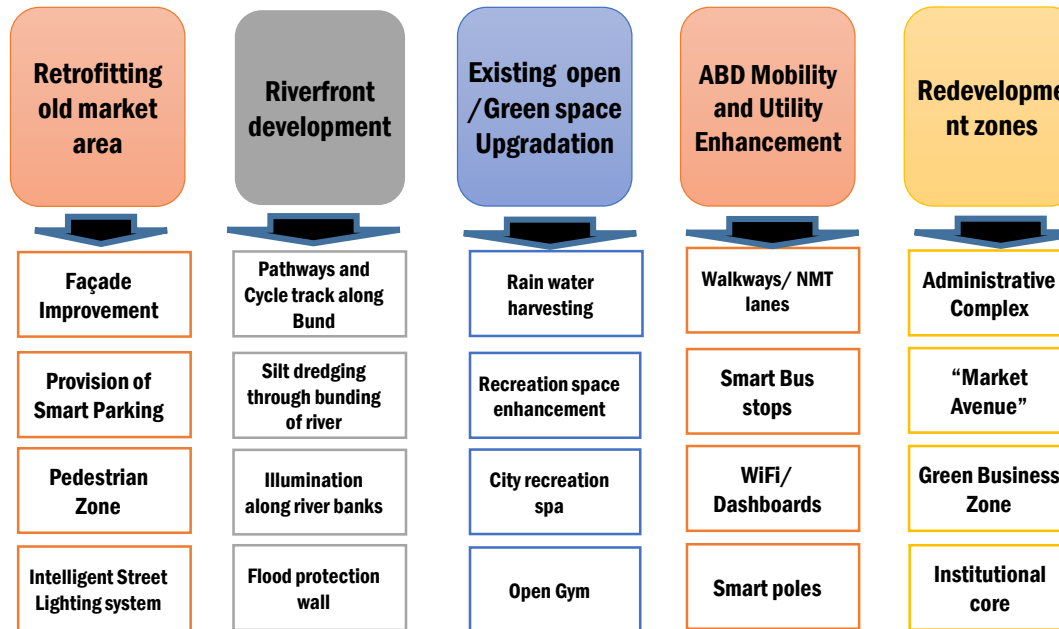 Retrofitting
old market
area
Riverfront
development
Existing open
/Green space
Upgradation
ABD Mobility
and Utility
Enhancement
Redevelopme
nt zones
Façade
Improvement
Provision of
Smart Parking
Pedestrian
Zone
Intelligent Street
Lighting system
Pathways and
Cycle track along
Bund
Silt dredging
through bunding
of river
Illumination
along river banks
Flood protection
wall
Rain water
harvesting
Recreation space
enhancement
City recreation
spa
Open Gym
Walkways/ NMT
lanes
Smart Bus
stops
WiFi/
Dashboards
Smart poles
Administrative
Complex
“Market
Avenue”
Green Business
Zone
Institutional
core